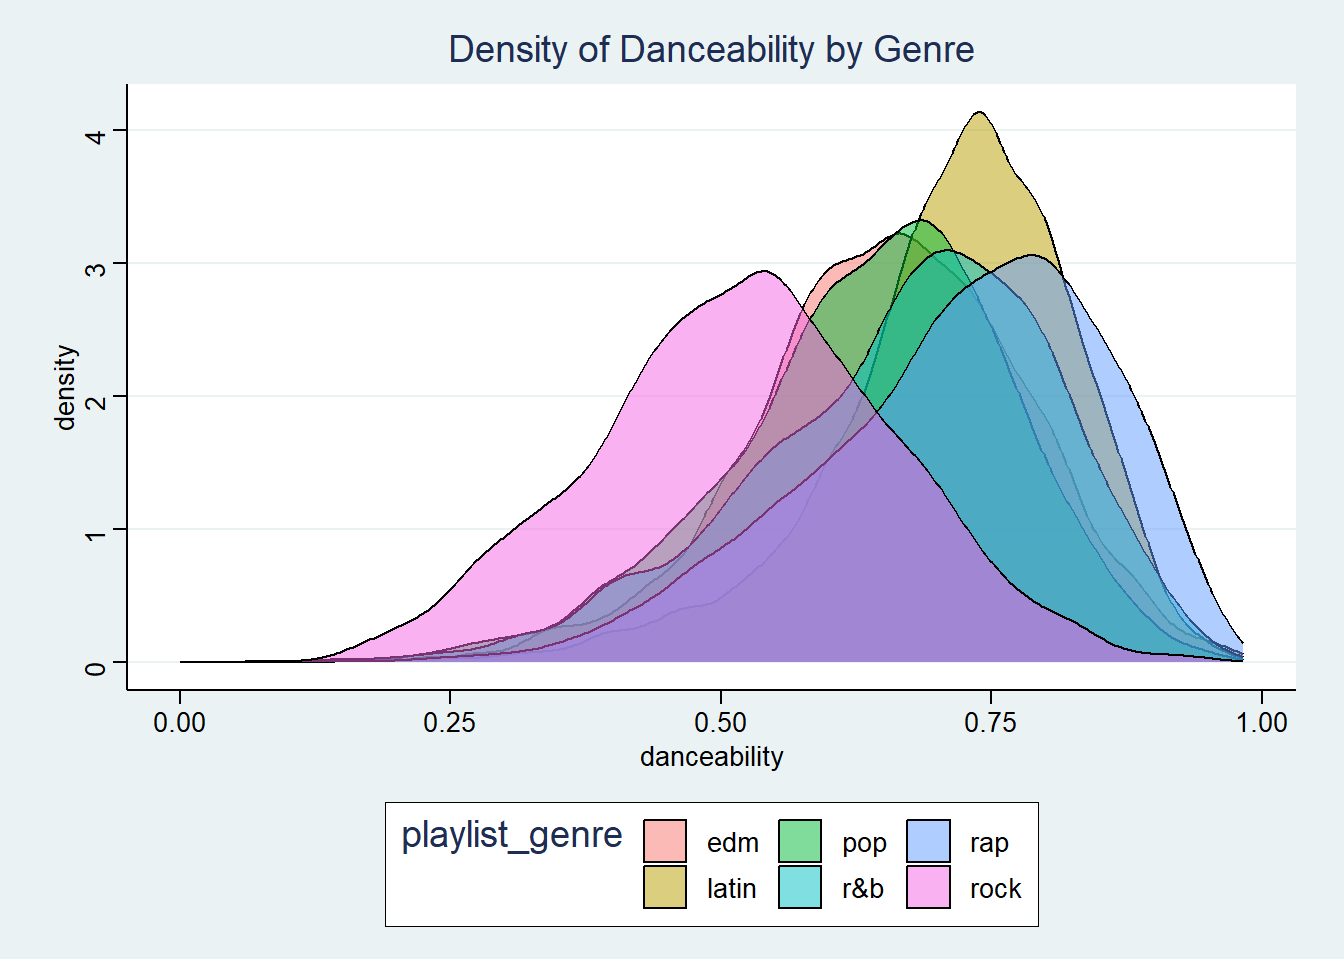 Density of Danceability by Genre
density
4
3
2
1
0
0.00 0.25 0.50 0.75 1.00
danceability
playlist_genre
edm pop rap
latin r&b rock